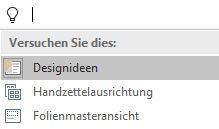 Versuchen Sie dies:
Designideen
Handzettelausrichtung
Folienmasteransicht